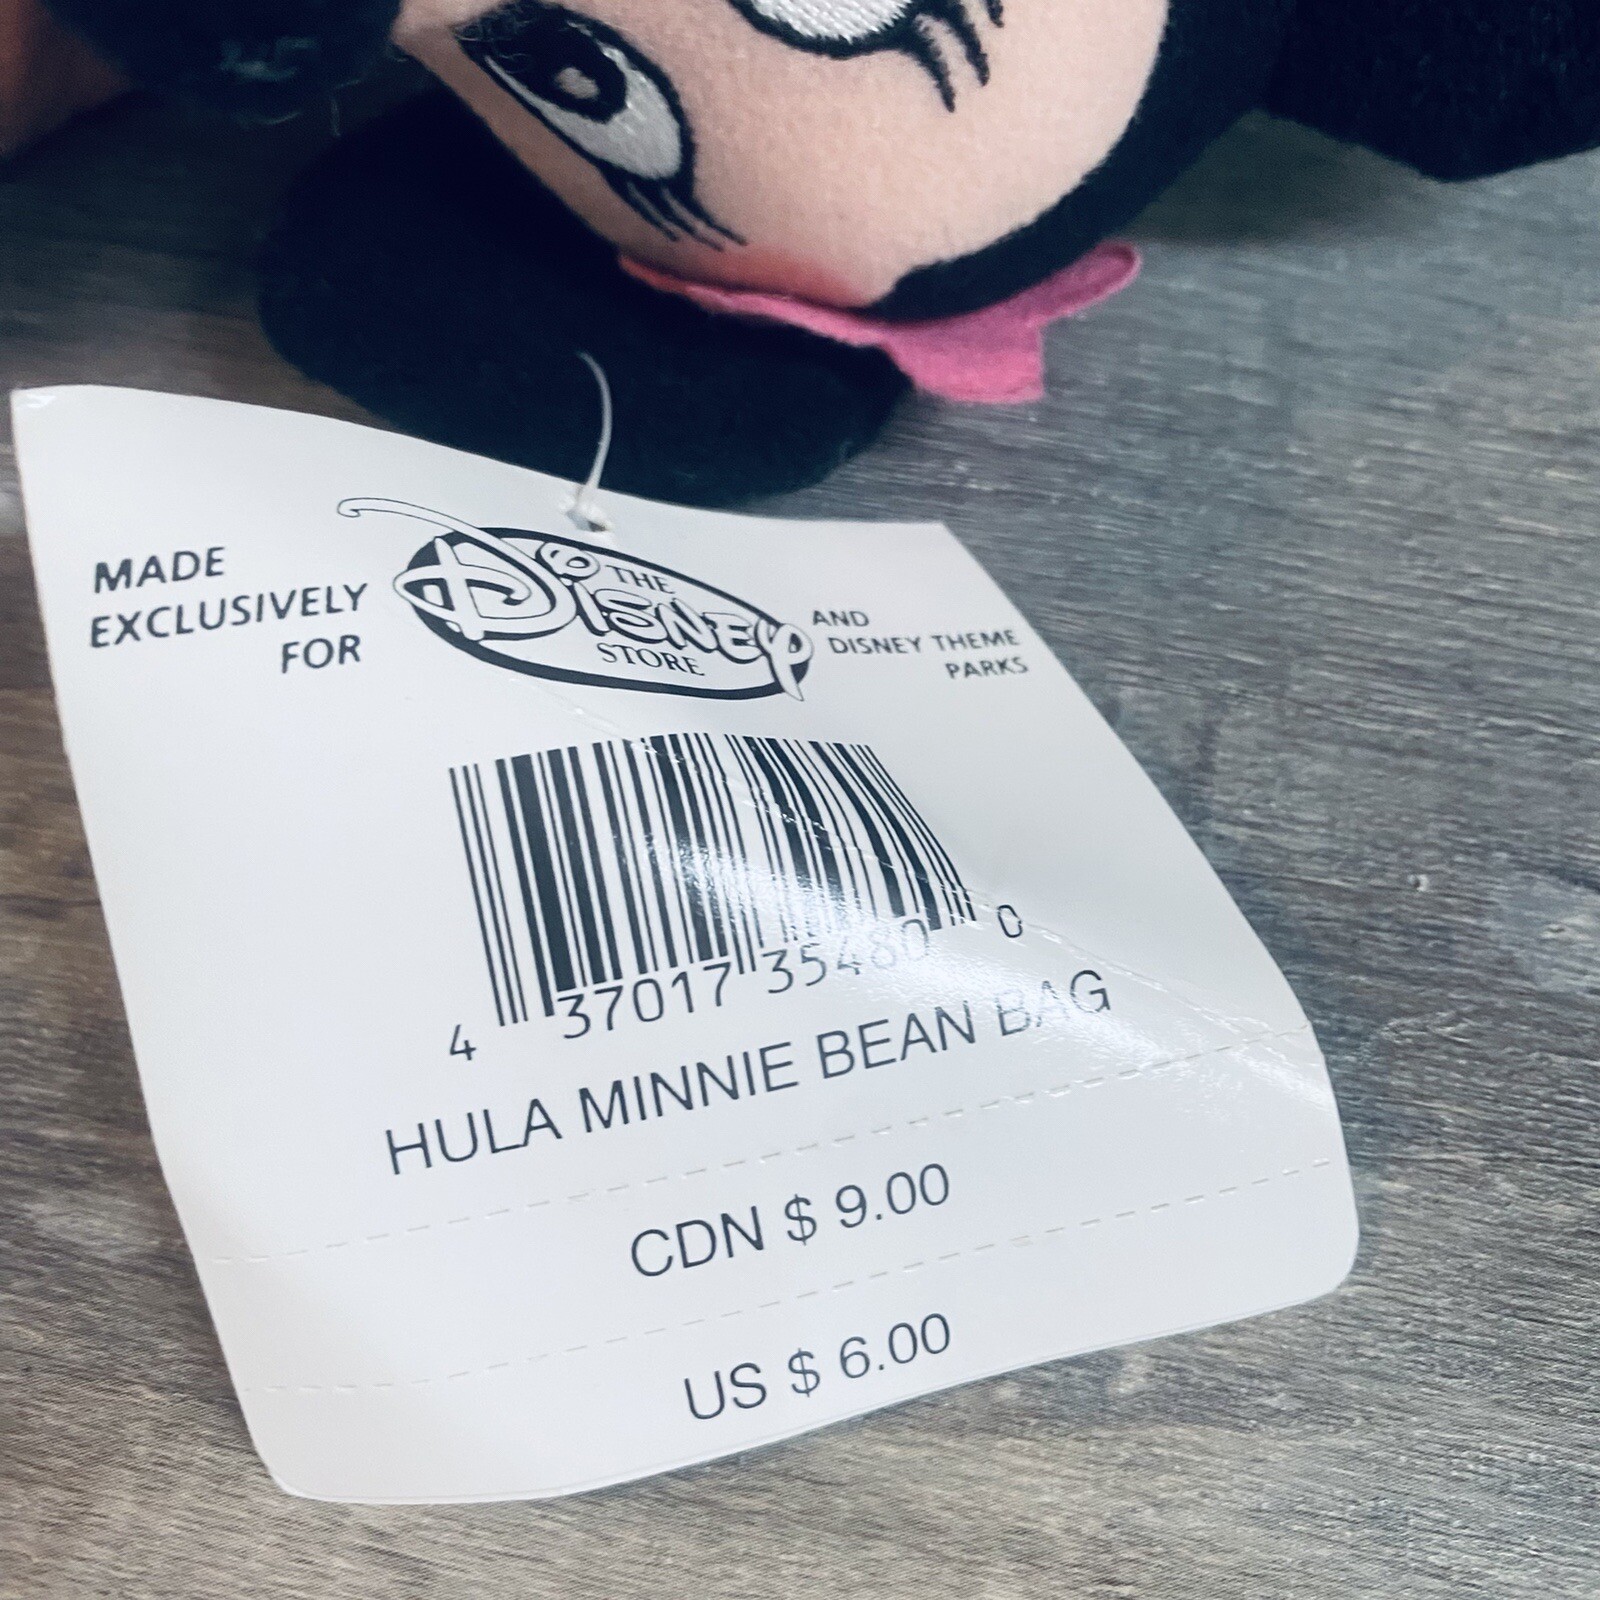 MADE
EXCLUSIVELY
FOR
THE
DISNEY
STORE
AND
DISNEY THEME
PARKS
4 37017 35480 0
HULA MINNIE BEAN BAG
CDN $ 9.00
US $ 6.00